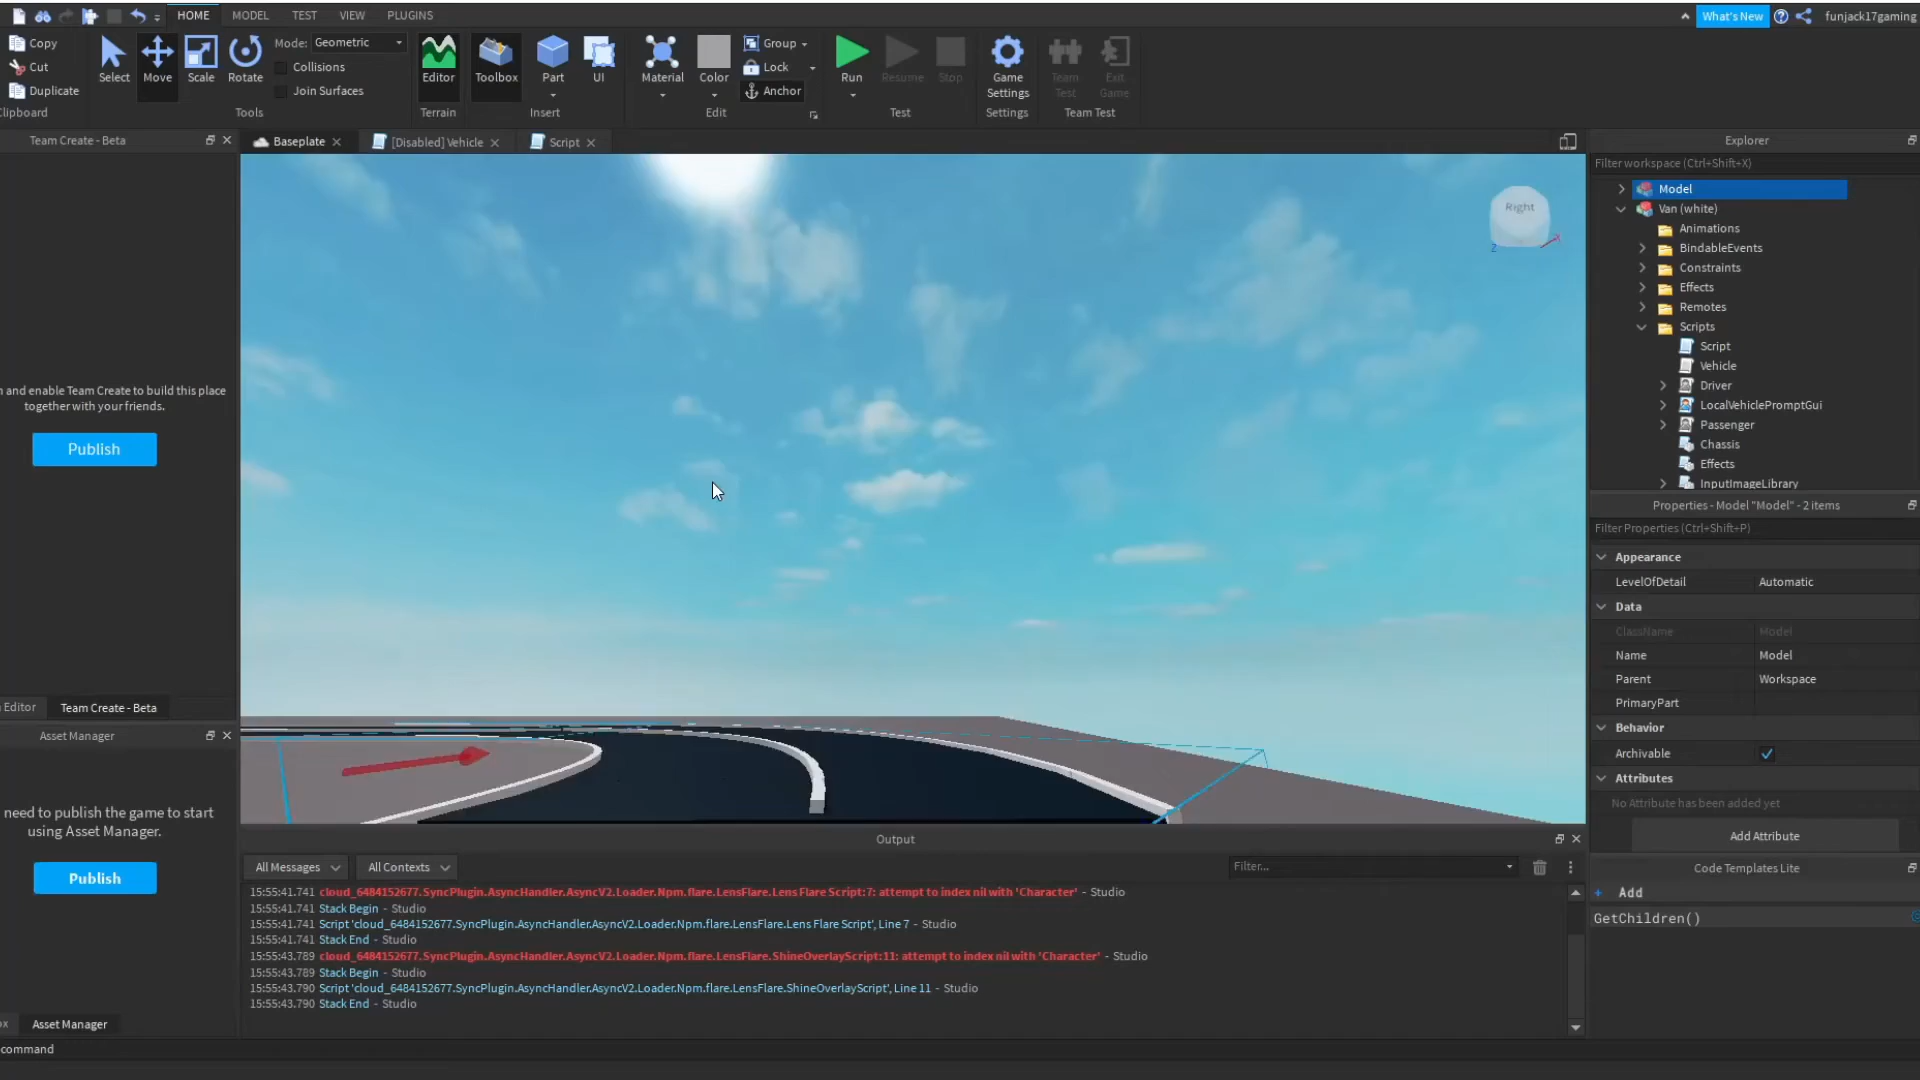 HOME
MODEL
TEST
VIEW
PLUGINS
What's New
funjack17gaming
Copy
Cut
Duplicate
Clipboard
Select
Move
Scale
Rotate
Mode:
Geometric
Collisions
Join Surfaces
Tools
Editor
Terrain
Toolbox
Part
UI
Insert
Material
Color
Group
Lock
Anchor
Edit
Run
Resume
Stop
Test
Game
Settings
Settings
Team
Test
Exit
Game
Team Test
Team Create - Beta
n and enable Team Create to build this place
together with your friends.
Publish
Editor
Team Create - Beta
Asset Manager
need to publish the game to start
using Asset Manager.
Publish
ox
Asset Manager
command
Baseplate
[Disabled] Vehicle
Script
Right
Z
X
Output
All Messages
All Contexts
Filter...
15:55:41.741 cloud_6484152677.SyncPlugin.AsyncHandler.AsyncV2.Loader.Npm.flare.LensFlare.Lens Flare Script:7: attempt to index nil with 'Character' - Studio
15:55:41.741 Stack Begin - Studio
15:55:41.741 Script 'cloud_6484152677.SyncPlugin.AsyncHandler.AsyncV2.Loader.Npm.flare.LensFlare.Lens Flare Script', Line 7 - Studio
15:55:41.741 Stack End - Studio
15:55:43.789 cloud_6484152677.SyncPlugin.AsyncHandler.AsyncV2.Loader.Npm.flare.LensFlare.ShineOverlayScript:11: attempt to index nil with 'Character' - Studio
15:55:43.789 Stack Begin - Studio
15:55:43.790 Script 'cloud_6484152677.SyncPlugin.AsyncHandler.AsyncV2.Loader.Npm.flare.LensFlare.ShineOverlayScript', Line 11 - Studio
15:55:43.790 Stack End - Studio
Explorer
Filter workspace (Ctrl+Shift+X)
Model
Van (white)
Animations
BindableEvents
Constraints
Effects
Remotes
Scripts
Script
Vehicle
Driver
LocalVehiclePromptGui
Passenger
Chassis
Effects
InputImageLibrary
Properties - Model "Model" - 2 items
Filter Properties (Ctrl+Shift+P)
Appearance
LevelOfDetail Automatic
Data
ClassName Model
Name Model
Parent Workspace
PrimaryPart
Behavior
Archivable
Attributes
No Attribute has been added yet
Add Attribute
Code Templates Lite
+ Add
GetChildren()